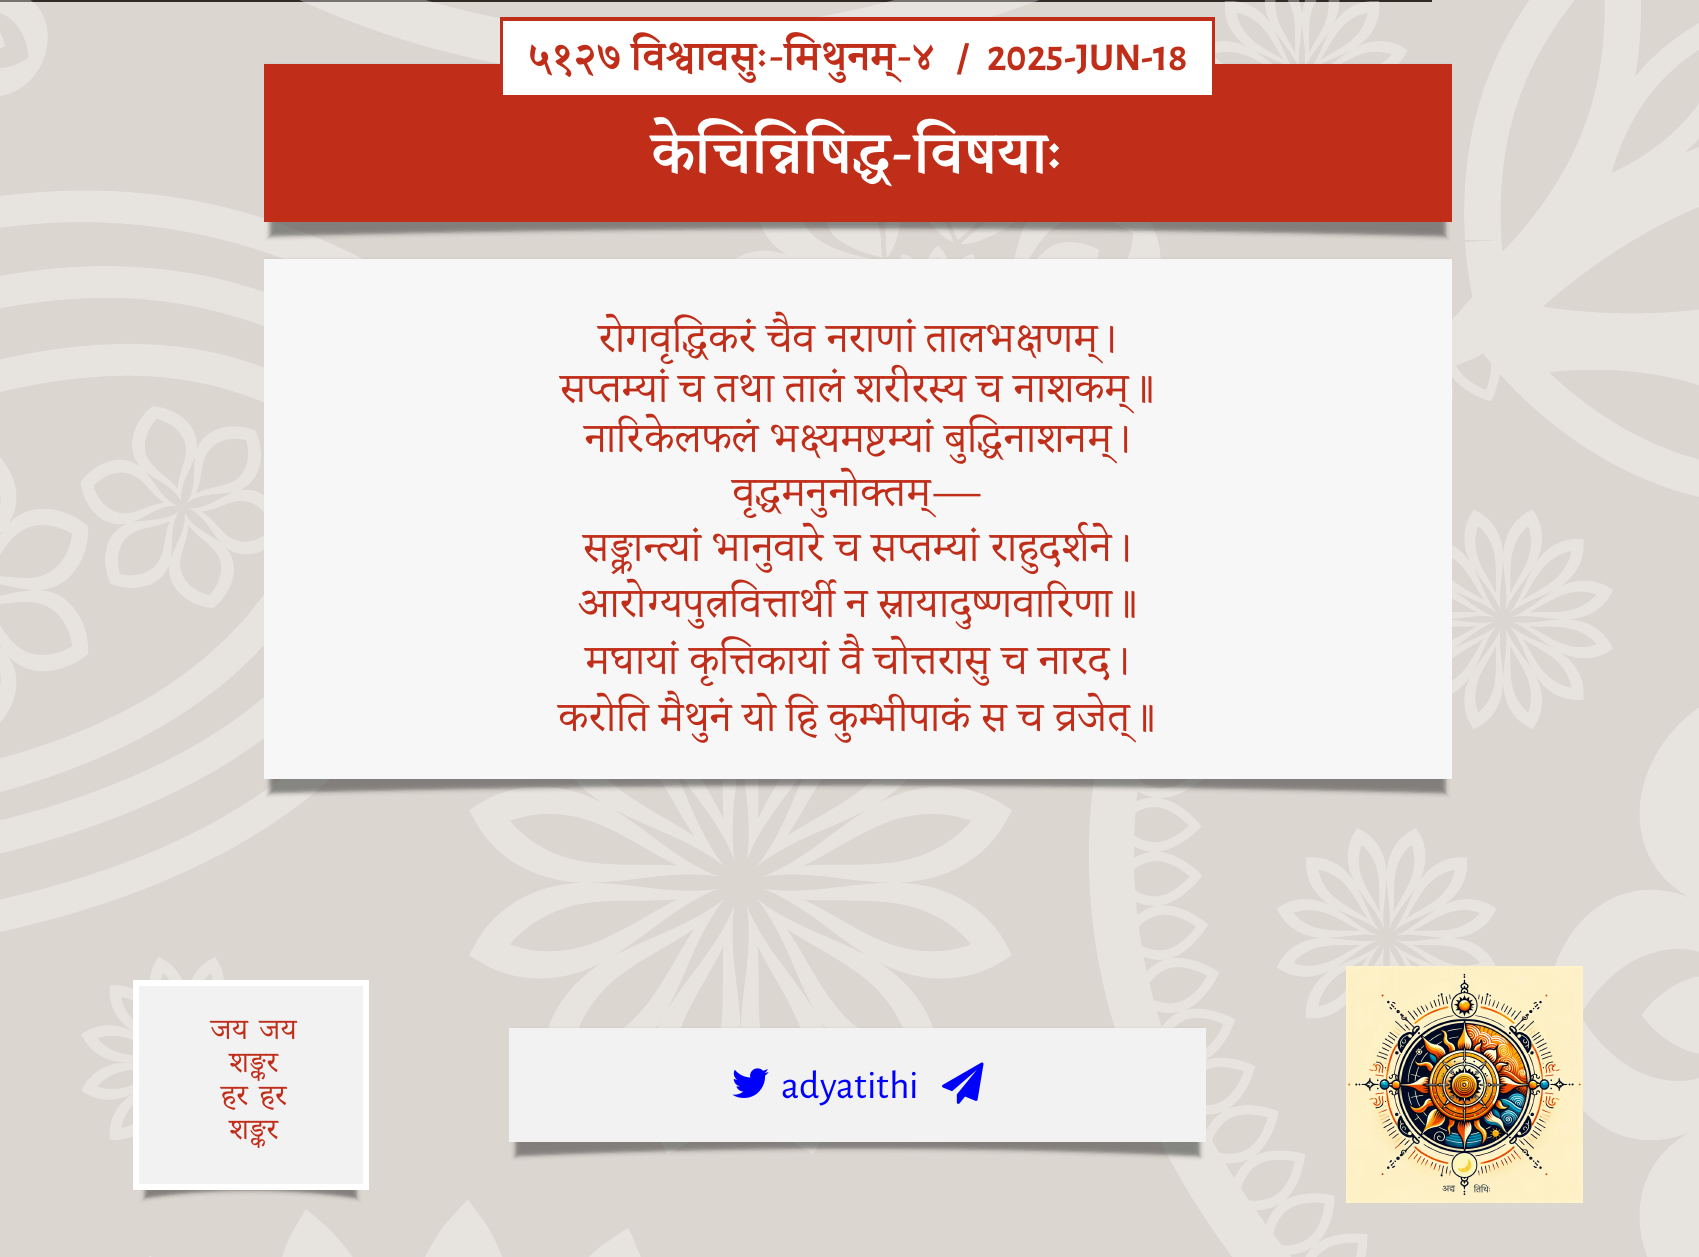 ५१२७ विश्वावसुः-मिथुनम्-४ / 2025-JUN-18
केचिन्निषिद्ध-विषयाः
रोगवृद्धिकरं चैव नराणां तालभक्षणम्।
सप्तम्यां च तथा तालं शरीरस्य च नाशकम्॥
नारिकेलफलं भक्ष्यमष्टम्यां बुद्धिनाशनम्।
वृद्धमनुनोक्तम्—
सङ्क्रान्त्यां भानुवारे च सप्तम्यां राहुदर्शने।
आरोग्यपुत्रवित्तार्थी न स्नायादुष्णवारिणा॥
मघायां कृत्तिकायां वै चोत्तरासु च नारद।
करोति मैथुनं यो हि कुम्भीपाकं स च व्रजेत्॥
जय जय
शङ्कर
हर हर
शङ्कर
adyatithi
अद्य तिथिः